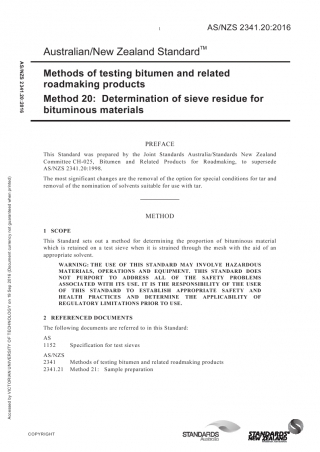 1
AS/NZS 2341.20:2016
AS/NZS 2341.20:2016
Australian/New Zealand Standard™
Methods of testing bitumen and related
roadmaking products
Method 20: Determination of sieve residue for
bituminous materials
PREFACE
This Standard was prepared by the Joint Standards Australia/Standards New Zealand
Committee CH-025, Bitumen and Related Products for Roadmaking, to supersede
AS/NZS 2341.20:1998.
The most significant changes are the removal of the option for special conditions for tar and
removal of the nomination of solvents suitable for use with tar.
METHOD
1 SCOPE
This Standard sets out a method for determining the proportion of bituminous material
which is retained on a test sieve when it is strained through the mesh with the aid of an
appropriate solvent.
WARNING: THE USE OF THIS STANDARD MAY INVOLVE HAZARDOUS
MATERIALS, OPERATIONS AND EQUIPMENT. THIS STANDARD DOES
NOT PURPORT TO ADDRESS ALL OF THE SAFETY PROBLEMS
ASSOCIATED WITH ITS USE. IT IS THE RESPONSIBILITY OF THE USER
OF THIS STANDARD TO ESTABLISH APPROPRIATE SAFETY AND
HEALTH PRACTICES AND DETERMINE THE APPLICABILITY OF
REGULATORY LIMITATIONS PRIOR TO USE.
2 REFERENCED DOCUMENTS
The following documents are referred to in this Standard:
AS
1152 Specification for test sieves
AS/NZS
2341 Methods of testing bitumen and related roadmaking products
2341.21 Method 21: Sample preparation
Accessed by VICTORIAN UNIVERSITY OF TECHNOLOGY on 16 Sep 2016 (Document currency not guaranteed when printed)
COPYRIGHT
STANDARDS
Australia
STANDARDS
NEW ZEALAND